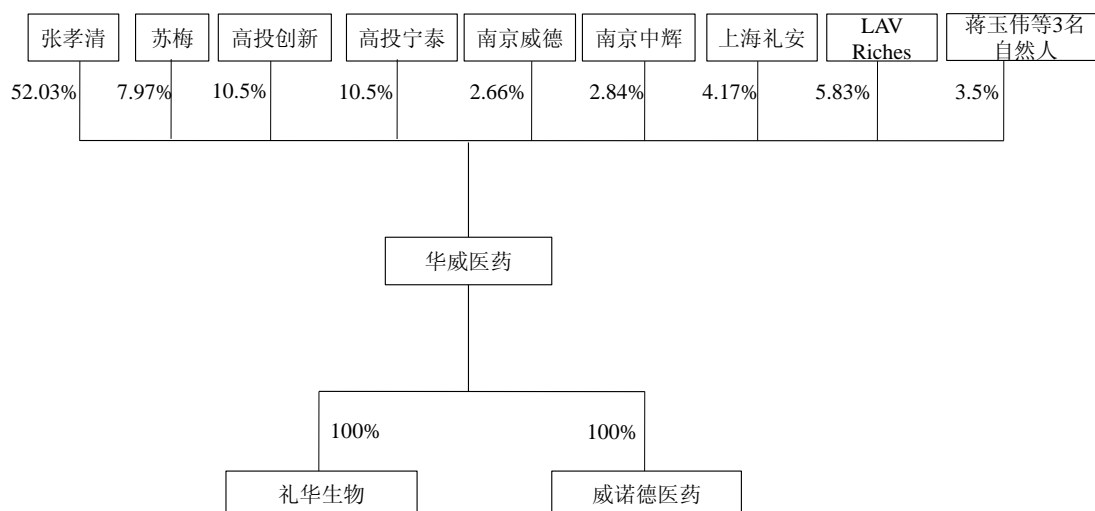 张孝清
苏梅
高投创新
高投宁泰
南京威德
南京中辉
上海礼安
LAV
Riches
蒋玉伟等3名
自然人
52.03%
7.97%
10.5%
10.5%
2.66%
2.84%
4.17%
5.83%
3.5%
华威医药
100%
100%
礼华生物
威诺德医药